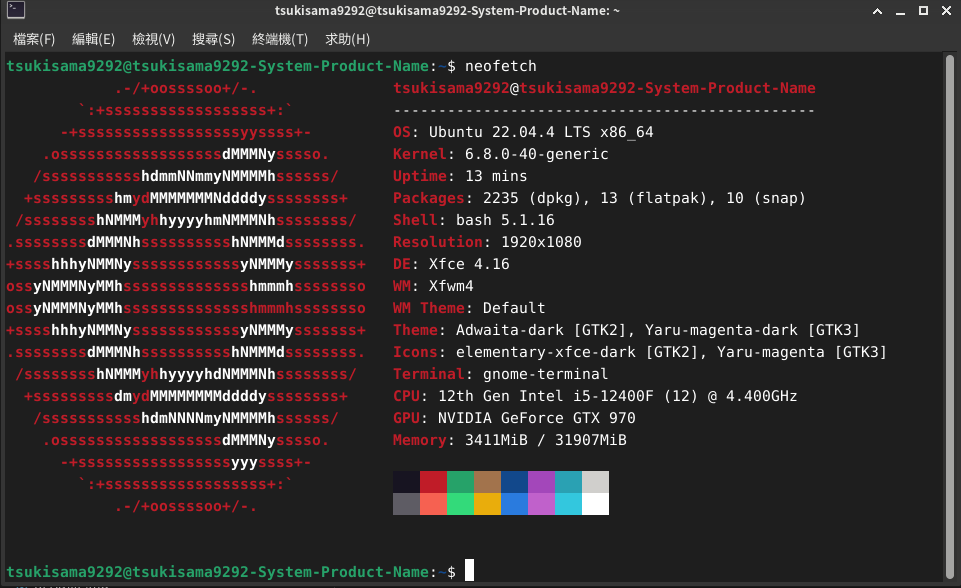 tsukisama9292@tsukisama9292-System-Product-Name: ~
檔案(F) 編輯(E) 檢視(V) 搜尋(S) 終端機(T) 求助(H)
tsukisama9292@tsukisama9292-System-Product-Name:~$ neofetch
.-/+oossssoo+/-. tsukisama9292@tsukisama9292-System-Product-Name
`:+ssssssssssssssssss+:` -----------------------------------------------
-+ssssssssssssssssssyyssss+- OS: Ubuntu 22.04.4 LTS x86_64
.ossssssssssssssssssdMMMNysssso. Kernel: 6.8.0-40-generic
/ssssssssssshdmmNNmmyNMMMMhssssss/ Uptime: 13 mins
+ssssssssshmydMMMMMMMNddddyssssssss+ Packages: 2235 (dpkg), 13 (flatpak), 10 (snap)
/sssssssshNMMMyhhyyyyhmNMMMNhssssssss/ Shell: bash 5.1.16
.ssssssssdMMMNhsssssssssshNMMMdssssssss. Resolution: 1920x1080
+sssshhhyNMMNyssssssssssssyNMMMysssssss+ DE: Xfce 4.16
ossyNMMMNyMMhsssssssssssssshmmmhssssssso WM: Xfwm4
ossyNMMMNyMMhsssssssssssssshmmmhssssssso WM Theme: Default
+sssshhhyNMMNyssssssssssssyNMMMysssssss+ Theme: Adwaita-dark [GTK2], Yaru-magenta-dark [GTK3]
.ssssssssdMMMNhsssssssssshNMMMdssssssss. Icons: elementary-xfce-dark [GTK2], Yaru-magenta [GTK3]
/sssssssshNMMMyhhyyyyhdNMMMNhssssssss/ Terminal: gnome-terminal
+sssssssssdmydMMMMMMMMddddyssssssss+ CPU: 12th Gen Intel i5-12400F (12) @ 4.400GHz
/ssssssssssshdmNNNNmyNMMMMhssssss/ GPU: NVIDIA GeForce GTX 970
.ossssssssssssssssssdMMMNysssso. Memory: 3411MiB / 31907MiB
-+sssssssssssssssssyyyssss+-
`:+ssssssssssssssssss+:`
.-/+oossssoo+/-.
tsukisama9292@tsukisama9292-System-Product-Name:~$